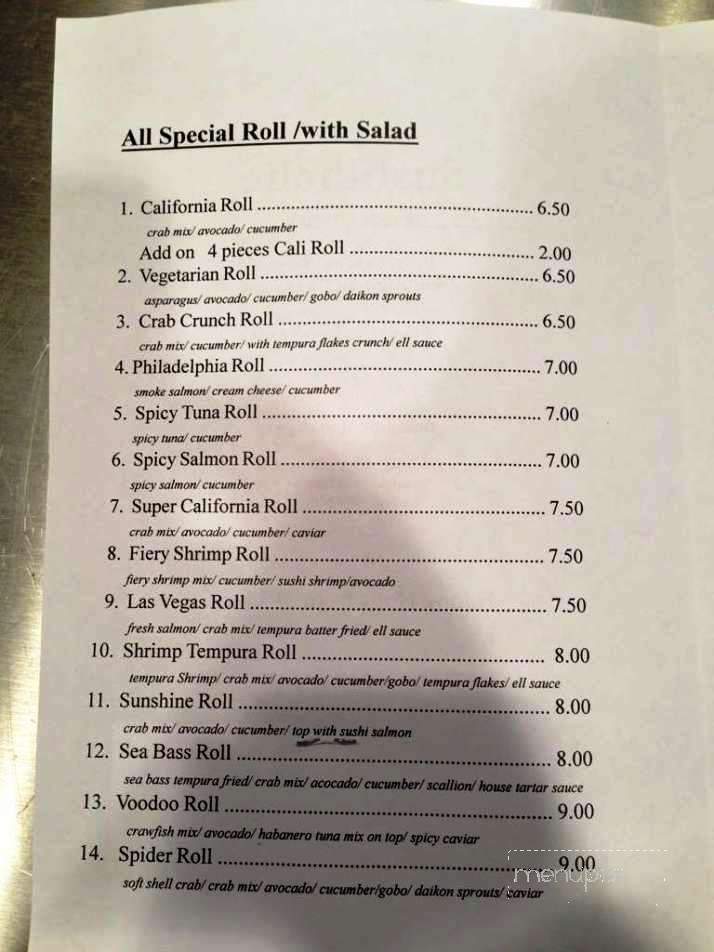 All Special Roll /with Salad
1. California Roll ........................................................ 6.50
crab mix/ avocado/ cucumber
Add on 4 pieces Cali Roll ...................................... 2.00
2. Vegetarian Roll ........................................................ 6.50
asparagus/ avocado/ cucumber/ gobo/ daikon sprouts
3. Crab Crunch Roll ..................................................... 6.50
crab mix/ cucumber/ with tempura flakes crunch/ ell sauce
4. Philadelphia Roll ....................................................... 7.00
smoke salmon/ cream cheese/ cucumber
5. Spicy Tuna Roll ........................................................ 7.00
spicy tuna/ cucumber
6. Spicy Salmon Roll ..................................................... 7.00
spicy salmon/ cucumber
7. Super California Roll ................................................. 7.50
crab mix/ avocado/ cucumber/ caviar
8. Fiery Shrimp Roll ...................................................... 7.50
fiery shrimp mix/ cucumber/ sushi shrimp/avocado
9. Las Vegas Roll ........................................................... 7.50
fresh salmon/ crab mix/ tempura batter fried/ ell sauce
10. Shrimp Tempura Roll ................................................. 8.00
tempura Shrimp/ crab mix/ avocado/ cucumber/gobo/ tempura flakes/ ell sauce
11. Sunshine Roll ............................................................. 8.00
crab mix/ avocado/ cucumber/ top with sushi salmon
12. Sea Bass Roll ............................................................. 8.00
sea bass tempura fried/ crab mix/ acocado/ cucumber/ scallion/ house tartar sauce
13. Voodoo Roll ............................................................... 9.00
crawfish mix/ avocado/ habanero tuna mix on top/ spicy caviar
14. Spider Roll ................................................................. 9.00
soft shell crab/ crab mix/ avocado/ cucumber/gobo/ daikon sprouts/ caviar